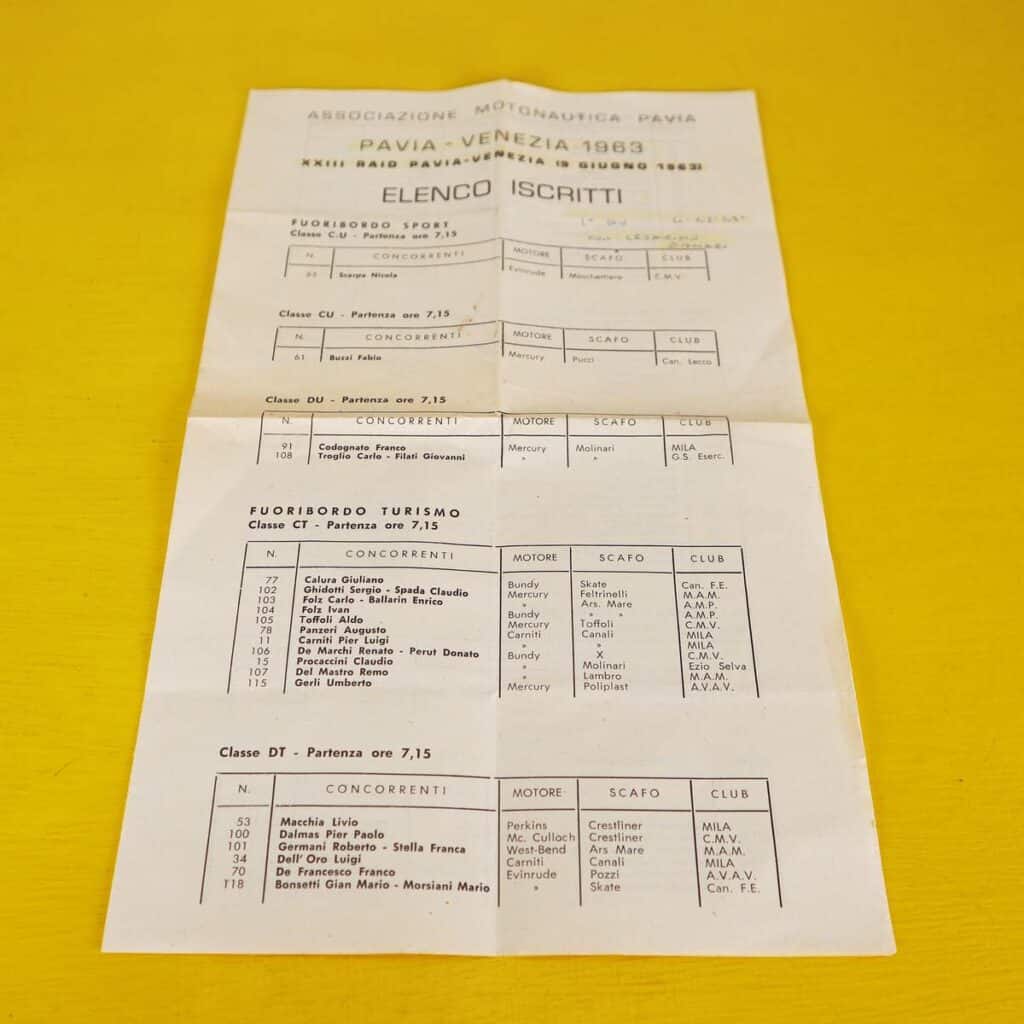 ASSOCIAZIONE MOTONAUTICA PAVIA
PAVIA - VENEZIA 1963
XXIII RAID PAVIA-VENEZIA (9 GIUGNO 1963)
ELENCO ISCRITTI
FUORIBORDO SPORT
Classe C.U - Partenza ore 7,15
N. CONCORRENTI MOTORE SCAFO CLUB
Scarpa Nicola Evinrude Moschettiera C.M.V.
Classe CU - Partenza ore 7,15
N. CONCORRENTI MOTORE SCAFO CLUB
61 Buzzi Fabio Mercury Pucci Can. Lecco
Classe DU - Partenza ore 7,15
N. CONCORRENTI MOTORE SCAFO CLUB
91 Codognato Franco Mercury Molinari MILA
108 Troglio Carlo - Filati Giovanni » » G.S. Eserc.
FUORIBORDO TURISMO
Classe CT - Partenza ore 7,15
N. CONCORRENTI MOTORE SCAFO CLUB
77 Calura Giuliano Bundy Skate Can. F.E.
102 Ghidotti Sergio - Spada Claudio Mercury Feltrinelli M.A.M.
103 Folz Carlo - Ballarin Enrico » Ars. Mare A.M.P.
104 Folz Ivan Bundy » » A.M.P.
105 Toffoli Aldo Mercury Toffoli C.M.V.
78 Panzeri Augusto Carniti Canali MILA
11 Carniti Pier Luigi » » MILA
106 De Marchi Renato - Perut Donato Bundy X C.M.V.
15 Procaccini Claudio » Molinari Ezio Selva
107 Del Mastro Remo » Lambro M.A.M.
115 Gerli Umberto Mercury Poliplast A.V.A.V.
Classe DT - Partenza ore 7,15
N. CONCORRENTI MOTORE SCAFO CLUB
53 Macchia Livio Perkins Crestliner MILA
100 Dalmas Pier Paolo Mc. Culloch Crestliner C.M.V.
101 Germani Roberto - Stella Franca West-Bend Ars Mare M.A.M.
34 Dell'Oro Luigi Carniti Canali MILA
70 De Francesco Franco Evinrude Pozzi A.V.A.V.
118 Bonsetti Gian Mario - Morsiani Mario » Skate Can. F.E.